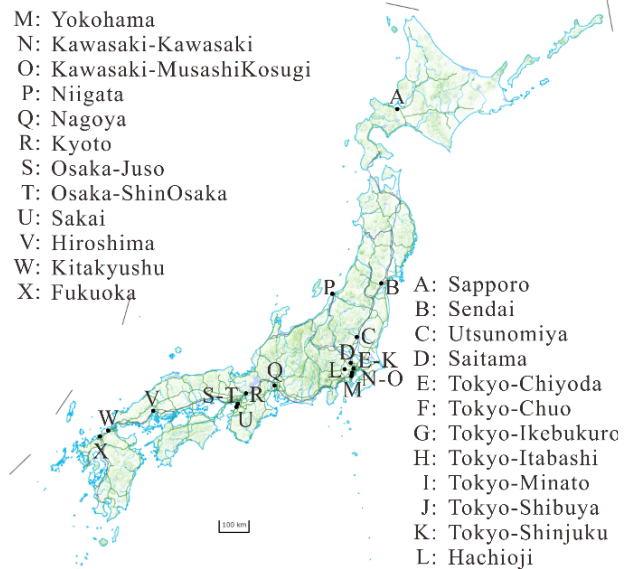 M: Yokohama
N: Kawasaki-Kawasaki
O: Kawasaki-MusashiKosugi
P: Niigata
Q: Nagoya
R: Kyoto
S: Osaka-Juso
T: Osaka-ShinOsaka
U: Sakai
V: Hiroshima
W: Kitakyushu
X: Fukuoka
A
P
B
C
D
E-K
L
N-O
M
Q
R
S-T
U
V
W
X
100 km
A: Sapporo
B: Sendai
C: Utsunomiya
D: Saitama
E: Tokyo-Chiyoda
F: Tokyo-Chuo
G: Tokyo-Ikebukuro
H: Tokyo-Itabashi
I: Tokyo-Minato
J: Tokyo-Shibuya
K: Tokyo-Shinjuku
L: Hachioji